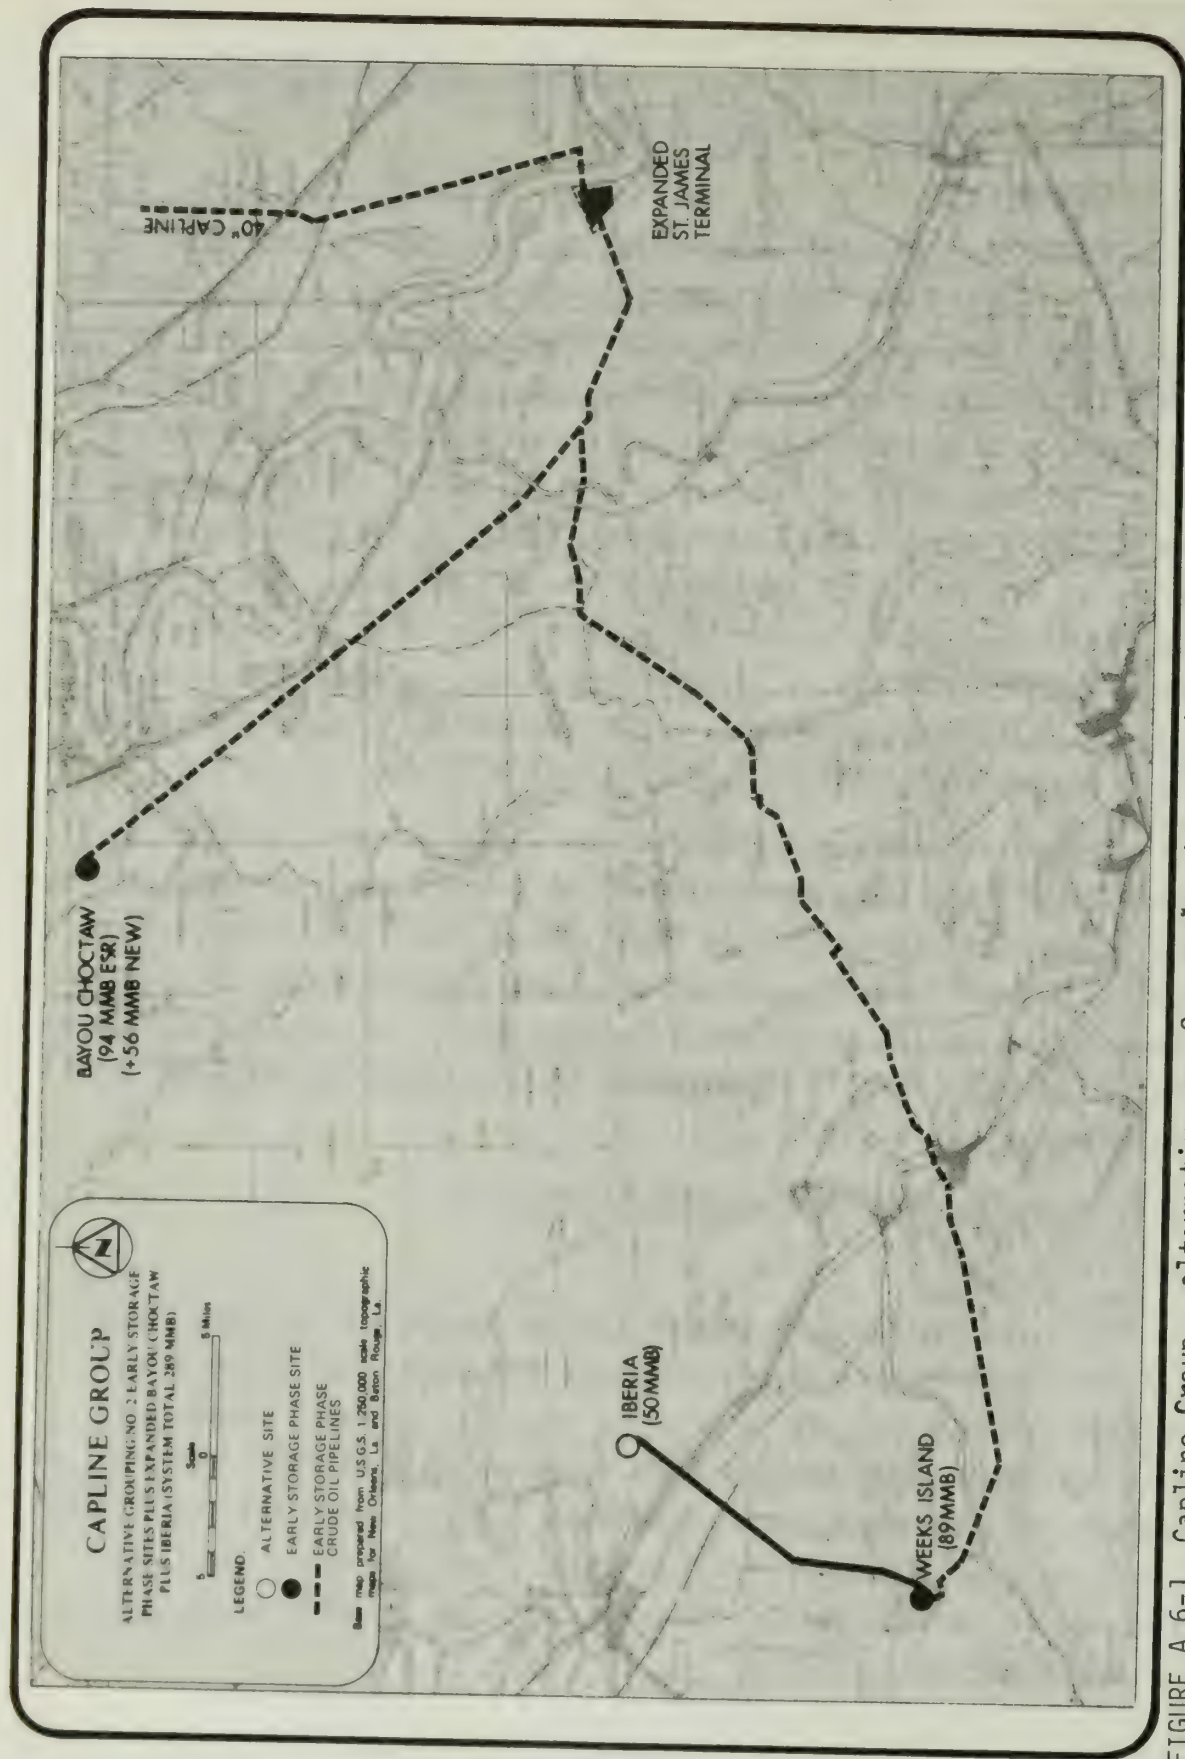 CAPLINE GROUP
ALTERNATIVE GROUPING NO. 2 EARLY STORAGE
PHASE SITES PLUS EXPANDED BAYOU CHOCTAW
PLUS IBERIA (SYSTEM TOTAL 289 MMB)
N
Scale
5 0 5 Miles
LEGEND:
ALTERNATIVE SITE
EARLY STORAGE PHASE SITE
EARLY STORAGE PHASE
CRUDE OIL PIPELINES
Base map prepared from U.S.G.S. 1:250,000 scale topographic
maps for New Orleans, La. and Baton Rouge, La.
BAYOU CHOCTAW
(94 MMB ESR)
(+56 MMB NEW)
40" CAPLINE
EXPANDED
ST. JAMES
TERMINAL
IBERIA
(50 MMB)
WEEKS ISLAND
(89 MMB)
FIGURE A.6-1 Capline Group